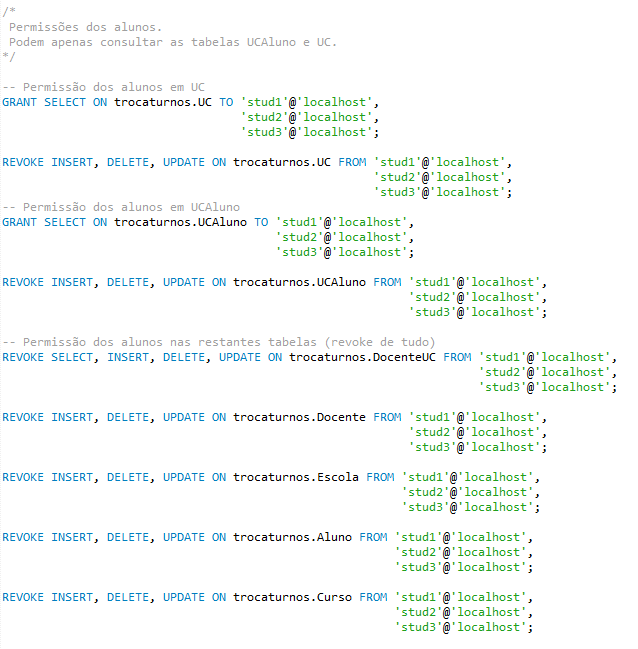 /*
Permissões dos alunos.
Podem apenas consultar as tabelas UCAluno e UC.
*/
-- Permissão dos alunos em UC
GRANT SELECT ON trocaturnos.UC TO 'stud1'@'localhost',
'stud2'@'localhost',
'stud3'@'localhost';
REVOKE INSERT, DELETE, UPDATE ON trocaturnos.UC FROM 'stud1'@'localhost',
'stud2'@'localhost',
'stud3'@'localhost';
-- Permissão dos alunos em UCAluno
GRANT SELECT ON trocaturnos.UCAluno TO 'stud1'@'localhost',
'stud2'@'localhost',
'stud3'@'localhost';
REVOKE INSERT, DELETE, UPDATE ON trocaturnos.UCAluno FROM 'stud1'@'localhost',
'stud2'@'localhost',
'stud3'@'localhost';
-- Permissão dos alunos nas restantes tabelas (revoke de tudo)
REVOKE SELECT, INSERT, DELETE, UPDATE ON trocaturnos.DocenteUC FROM 'stud1'@'localhost',
'stud2'@'localhost',
'stud3'@'localhost';
REVOKE INSERT, DELETE, UPDATE ON trocaturnos.Docente FROM 'stud1'@'localhost',
'stud2'@'localhost',
'stud3'@'localhost';
REVOKE INSERT, DELETE, UPDATE ON trocaturnos.Escola FROM 'stud1'@'localhost',
'stud2'@'localhost',
'stud3'@'localhost';
REVOKE INSERT, DELETE, UPDATE ON trocaturnos.Aluno FROM 'stud1'@'localhost',
'stud2'@'localhost',
'stud3'@'localhost';
REVOKE INSERT, DELETE, UPDATE ON trocaturnos.Curso FROM 'stud1'@'localhost',
'stud2'@'localhost',
'stud3'@'localhost';